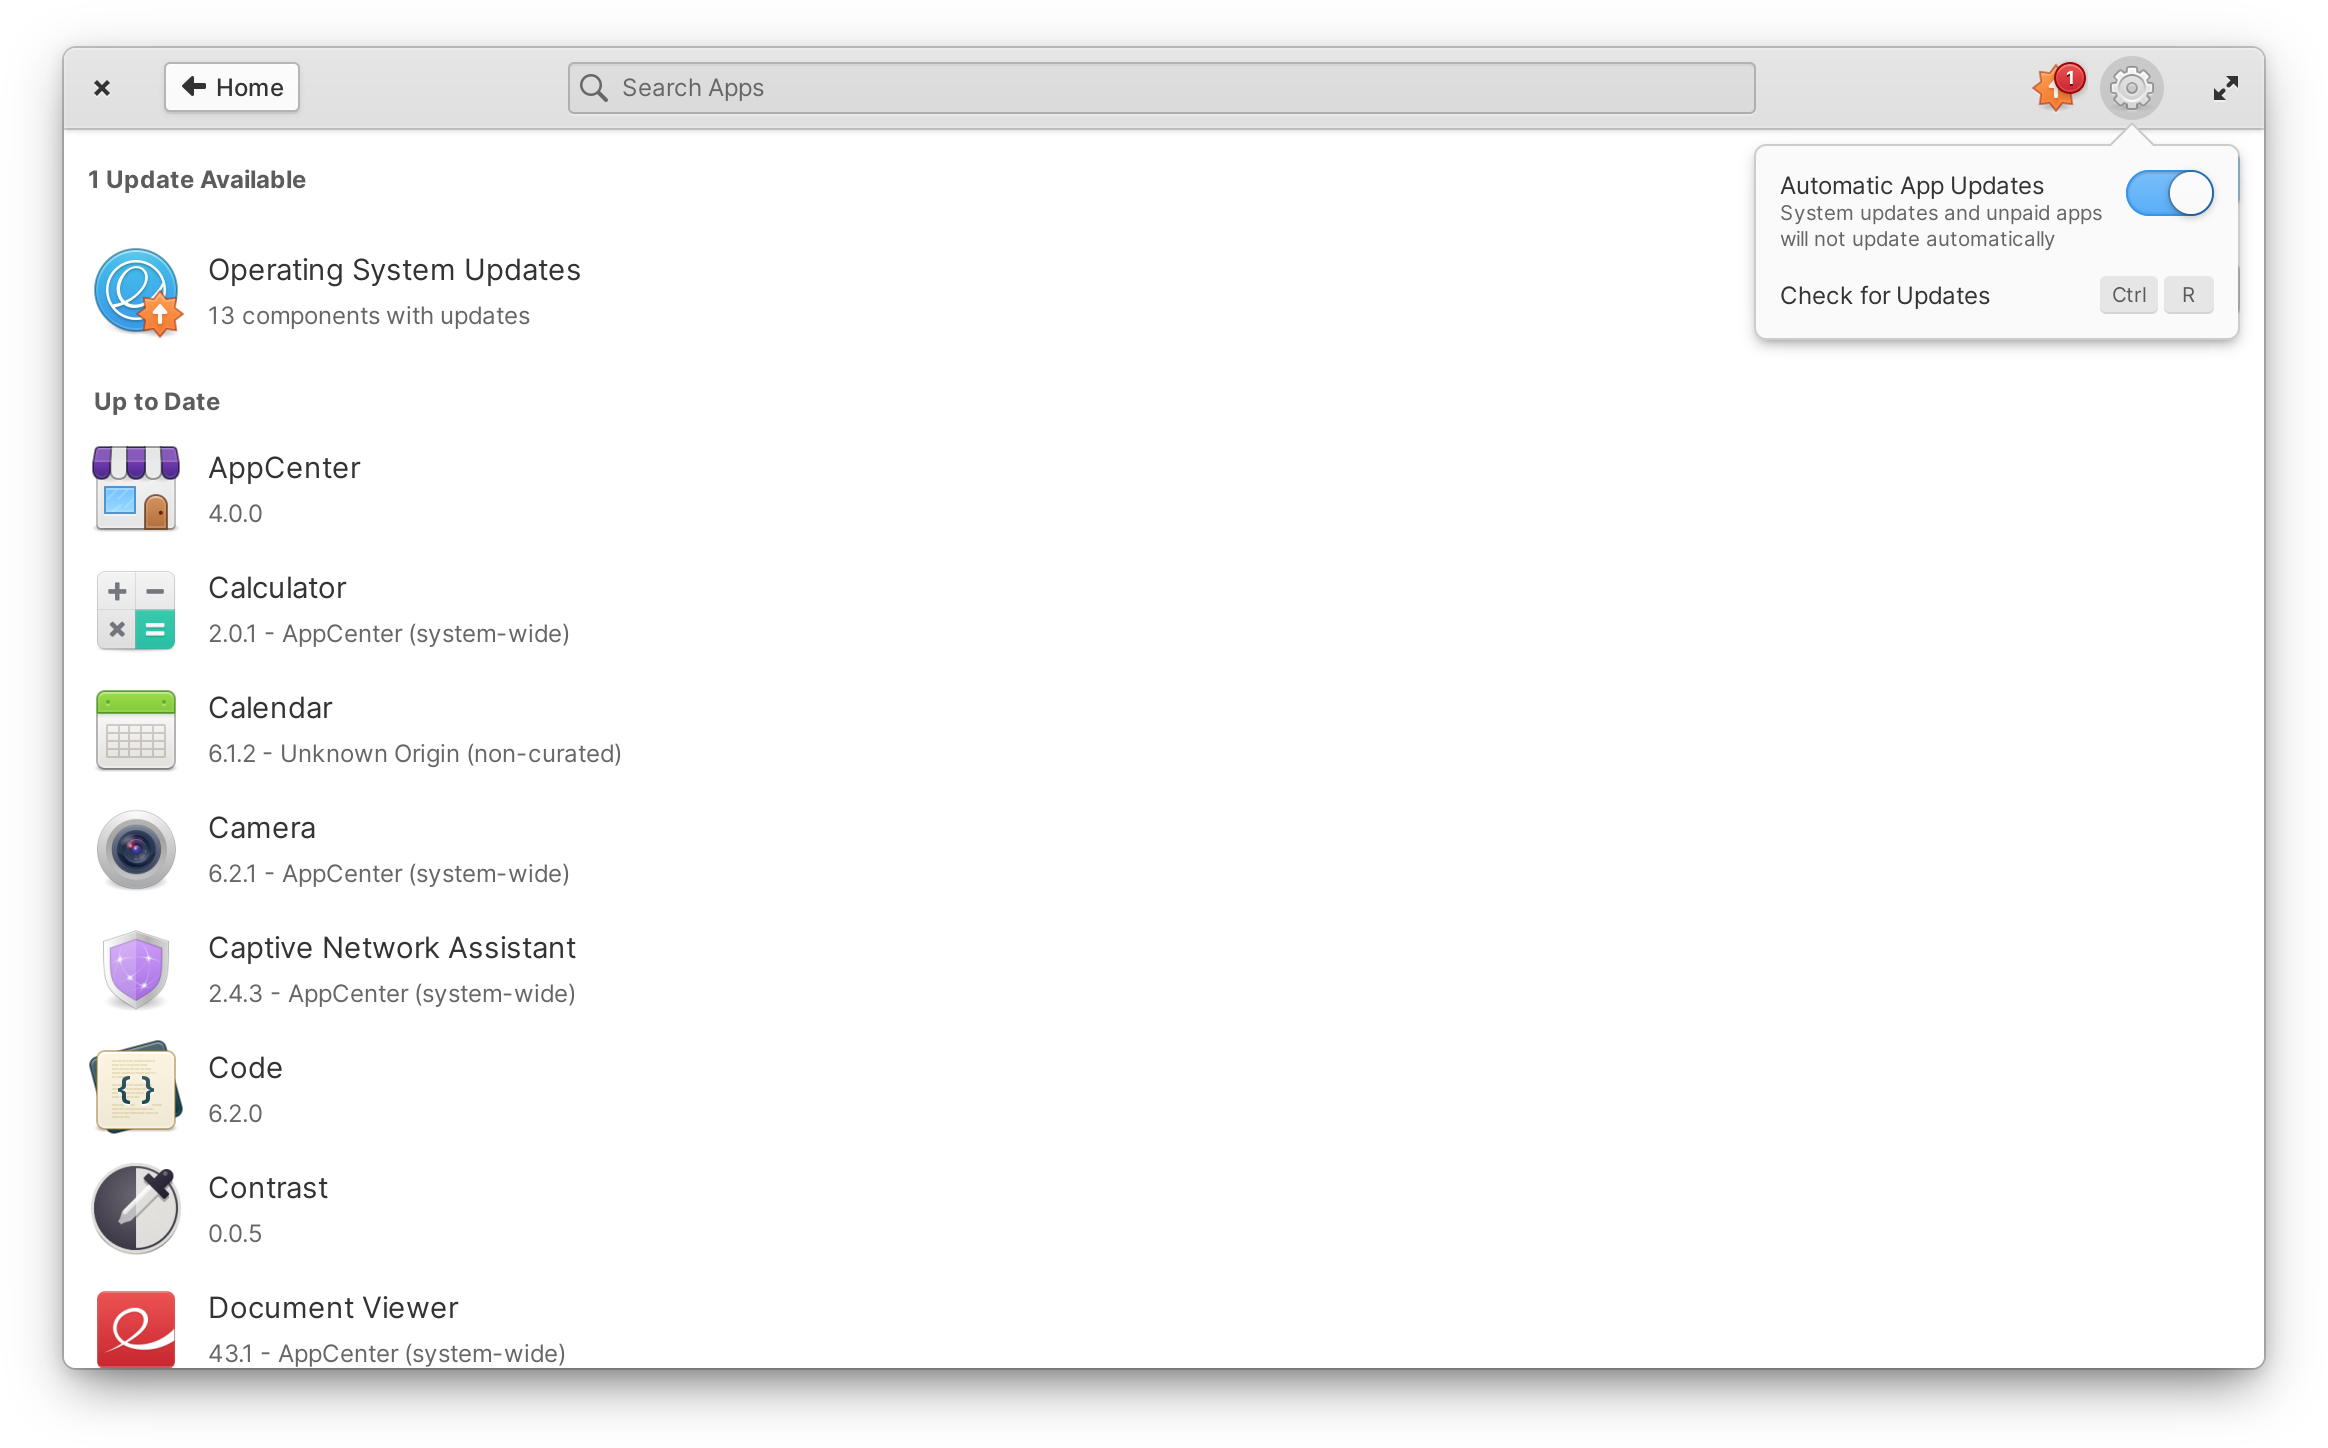 Home
Search Apps
1
1 Update Available
Automatic App Updates
System updates and unpaid apps
will not update automatically
Check for Updates
Ctrl R
Operating System Updates
13 components with updates
Up to Date
AppCenter
4.0.0
Calculator
2.0.1 - AppCenter (system-wide)
Calendar
6.1.2 - Unknown Origin (non-curated)
Camera
6.2.1 - AppCenter (system-wide)
Captive Network Assistant
2.4.3 - AppCenter (system-wide)
Code
6.2.0
Contrast
0.0.5
Document Viewer
43.1 - AppCenter (system-wide)